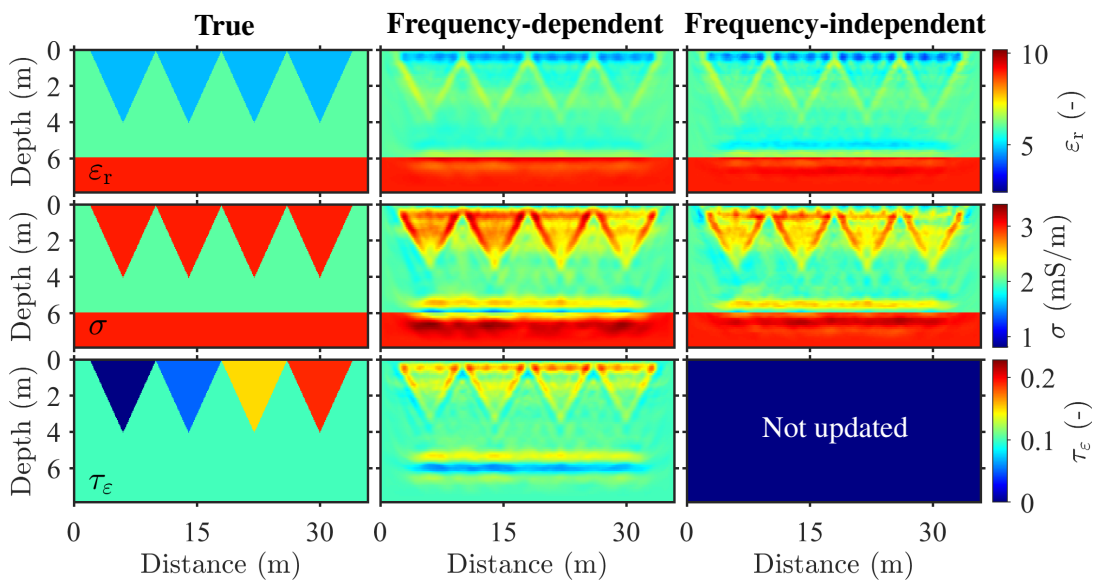 True Frequency-dependent Frequency-independent
0
2
4
6
Depth (m)
εr
10
5
εr (-)
0
2
4
6
Depth (m)
σ
3
2
1
σ (mS/m)
0
2
4
6
Depth (m)
τε
Not updated
0.2
0.1
0
τε (-)
0 15 30 0 15 30 0 15 30
Distance (m) Distance (m) Distance (m)